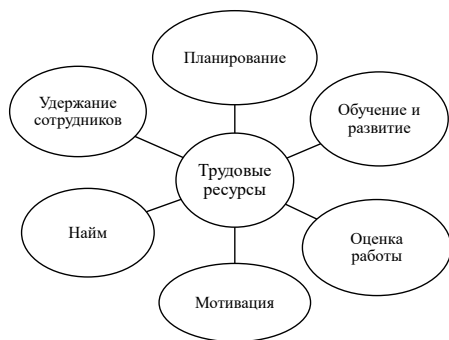 Планирование
Удержание
сотрудников
Обучение и
развитие
Трудовые
ресурсы
Найм
Оценка
работы
Мотивация